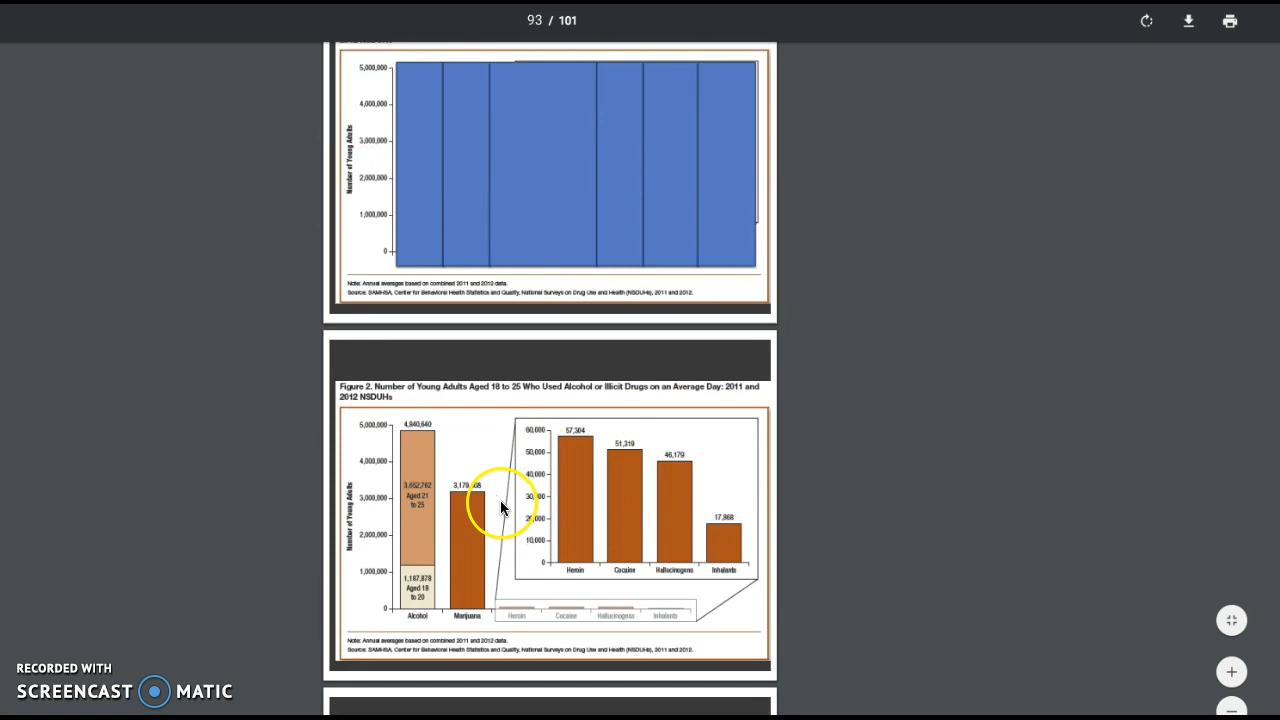 93 / 101
5,000,000
4,000,000
3,000,000
2,000,000
1,000,000
0
Number of Young Adults
Note: Annual averages based on combined 2011 and 2012 data.
Source: SAMHSA, Center for Behavioral Health Statistics and Quality, National Surveys on Drug Use and Health (NSDUHs), 2011 and 2012.
Figure 2. Number of Young Adults Aged 18 to 25 Who Used Alcohol or Illicit Drugs on an Average Day: 2011 and
2012 NSDUHs
5,000,000
4,000,000
3,000,000
2,000,000
1,000,000
0
Number of Young Adults
4,840,640
3,652,762
Aged 21
to 25
1,187,878
Aged 18
to 20
Alcohol
Marijuana
Heroin
Cocaine
Hallucinogens
Inhalants
60,000
50,000
40,000
30,000
20,000
10,000
0
57,304
51,319
46,179
17,868
Heroin
Cocaine
Hallucinogens
Inhalants
Note: Annual averages based on combined 2011 and 2012 data.
Source: SAMHSA, Center for Behavioral Health Statistics and Quality, National Surveys on Drug Use and Health (NSDUHs), 2011 and 2012.
RECORDED WITH
SCREENCAST MATIC